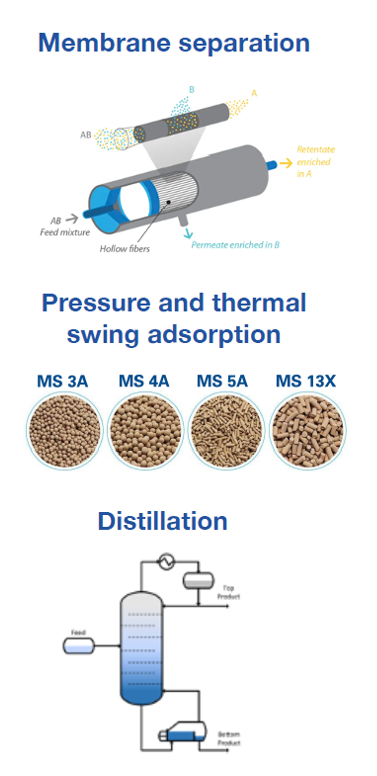 Membrane separation
B
A
AB
Retentate
enriched
in A
AB
Feed mixture
Hollow fibers
Permeate enriched in B
Pressure and thermal
swing adsorption
MS 3A MS 4A MS 5A MS 13X
Distillation
Top
Product
Feed
Bottom
Product